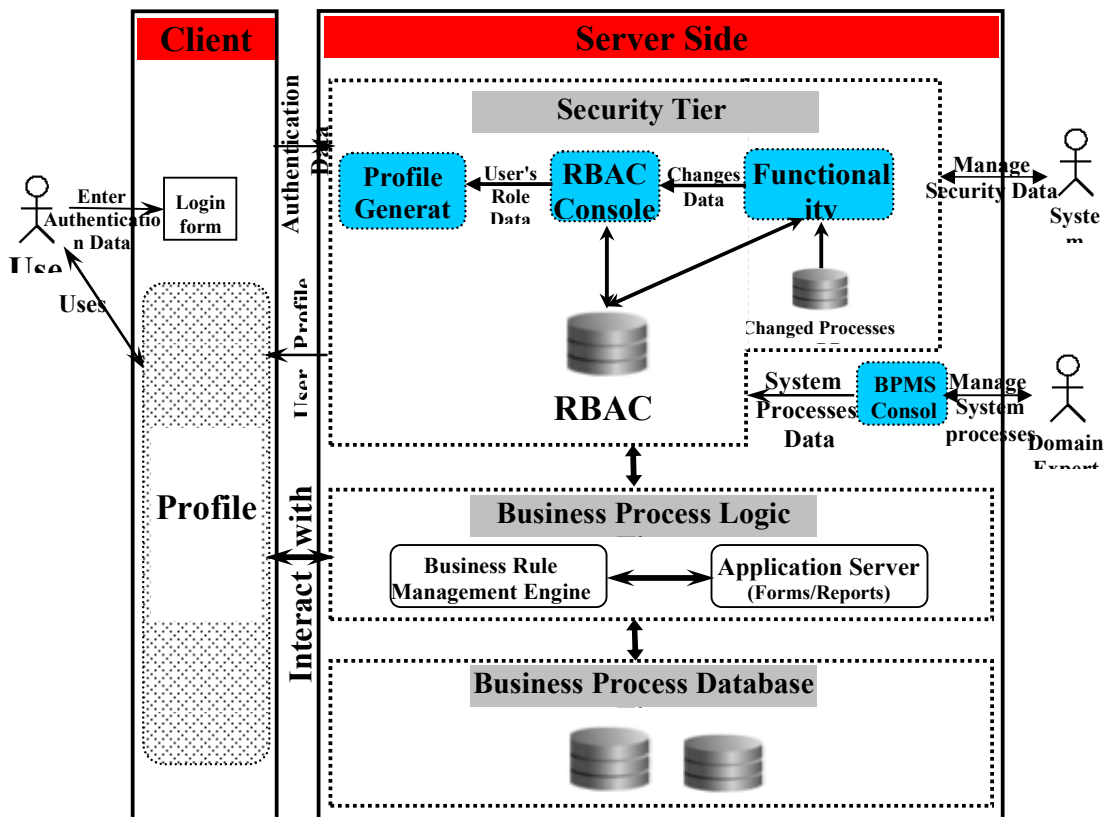 Client
Server Side
Security Tier
Authentication
Data
Profile
Generat
User's
Role
Data
RBAC
Console
Changes
Data
Functional
ity
Manage
Security Data
Syste
Enter
Authenticatio
n Data
Login
form
Use
Uses
User Profile
RBAC
Changed Processes
System
Processes
Data
BPMS
Consol
Manage
System
processes
Domain
Expert
Profile
Interact with
Business Process Logic
Business Rule
Management Engine
Application Server
(Forms/Reports)
Business Process Database